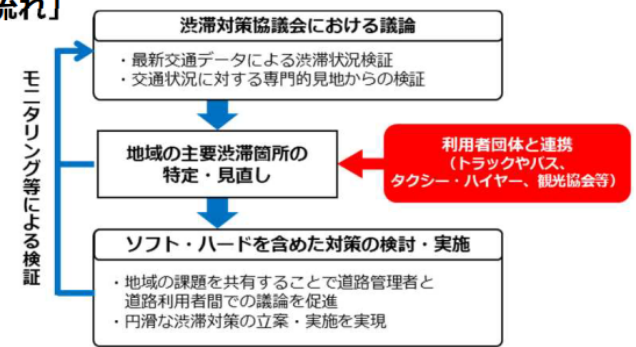 流れ」
渋滞対策協議会における議論
・最新交通データによる渋滞状況検証
・交通状況に対する専門的見地からの検証
モニタリング等による検証
地域の主要渋滞箇所の
特定・見直し
利用者団体と連携
（トラックやバス、
タクシー・ハイヤー、観光協会等）
ソフト・ハードを含めた対策の検討・実施
・地域の課題を共有することで道路管理者と
道路利用者間での議論を促進
・円滑な渋滞対策の立案・実施を実現